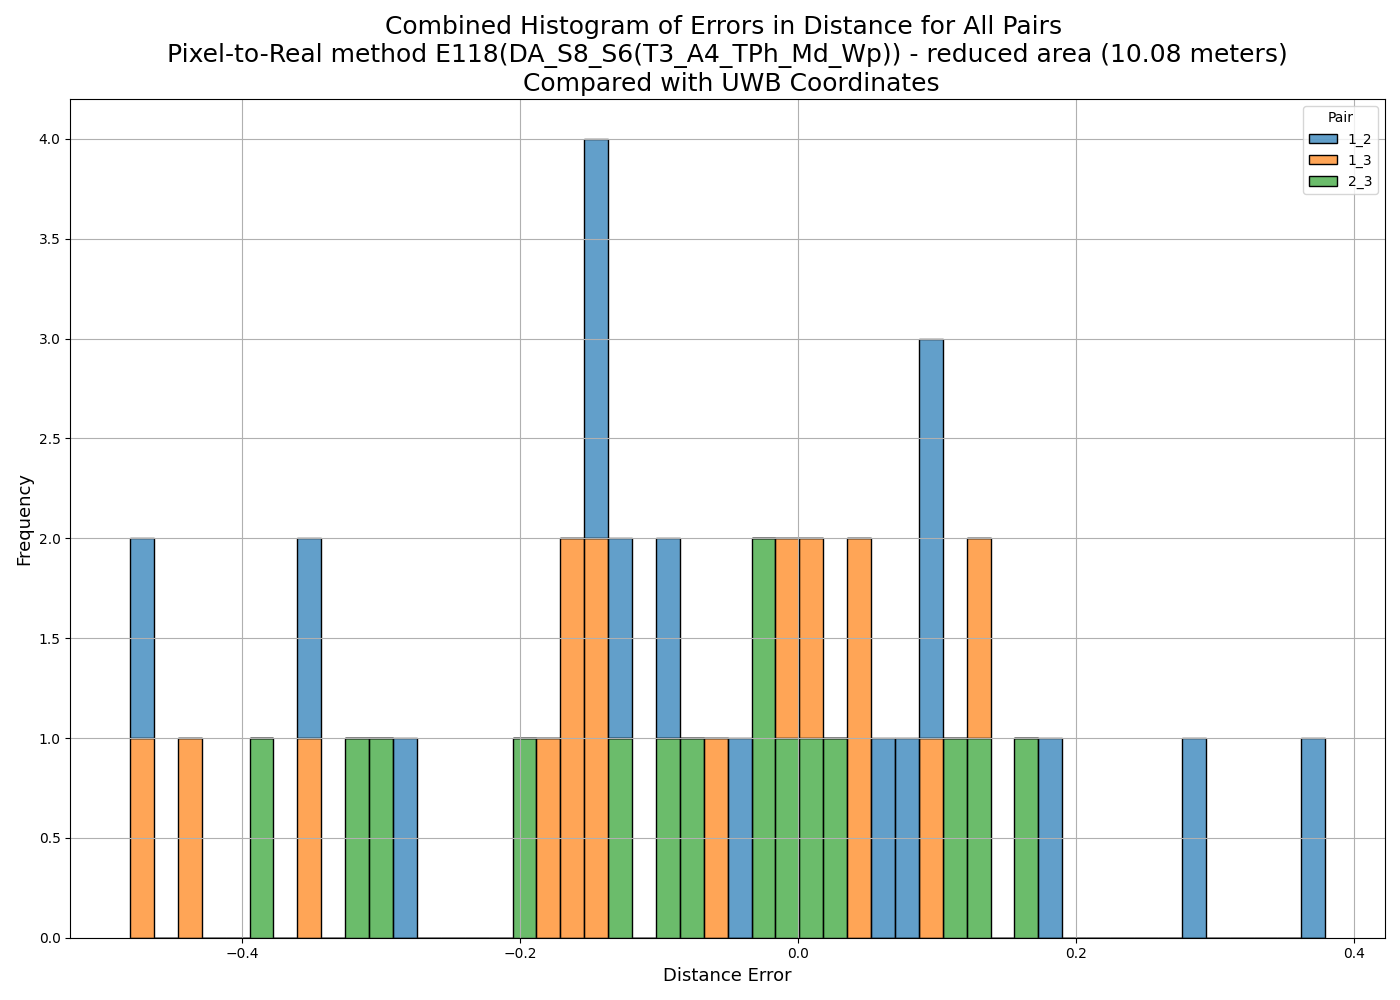 Combined Histogram of Errors in Distance for All Pairs
Pixel-to-Real method E118(DA_S8_S6(T3_A4_TPh_Md_Wp)) - reduced area (10.08 meters)
Compared with UWB Coordinates
Pair
1_2
1_3
2_3
Frequency
4.0
3.5
3.0
2.5
2.0
1.5
1.0
0.5
0.0
−0.4
−0.2
0.0
0.2
0.4
Distance Error